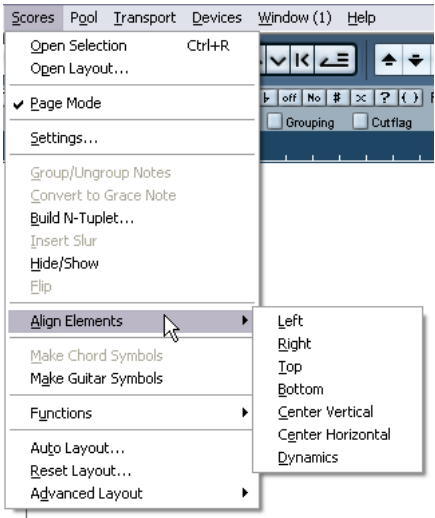 Scores Pool Transport Devices Window (1) Help
Open Selection Ctrl+R
Open Layout...
Page Mode
Settings...
Group/Ungroup Notes
Convert to Grace Note
Build N-Tuplet...
Insert Slur
Hide/Show
Flip
Align Elements
Make Chord Symbols
Make Guitar Symbols
Functions
Auto Layout...
Reset Layout...
Advanced Layout
off No # x ? ( )
Grouping Cutflag
Left
Right
Top
Bottom
Center Vertical
Center Horizontal
Dynamics